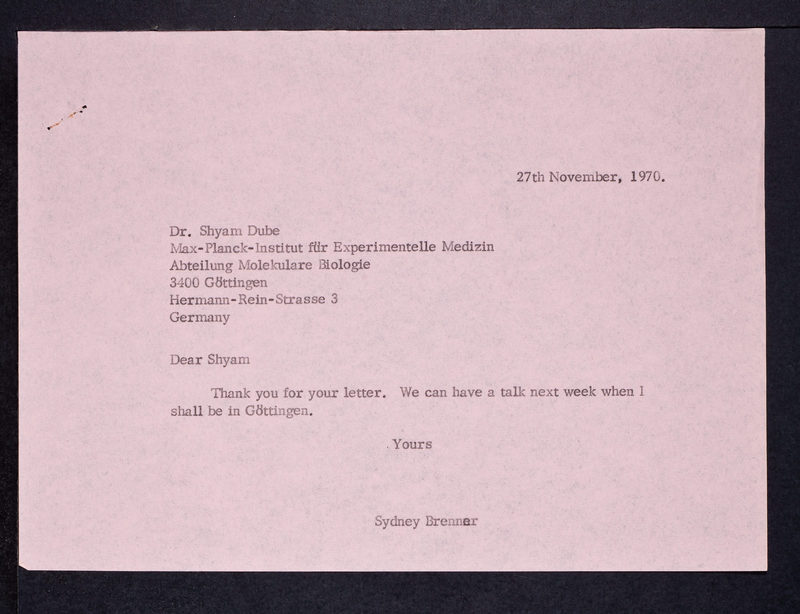 27th November, 1970.
Dr. Shyam Dube
Max-Planck-Institut für Experimentelle Medizin
Abteilung Molekulare Biologie
3400 Göttingen
Hermann-Rein-Strasse 3
Germany
Dear Shyam
Thank you for your letter. We can have a talk next week when I
shall be in Göttingen.
Yours
Sydney Brenner